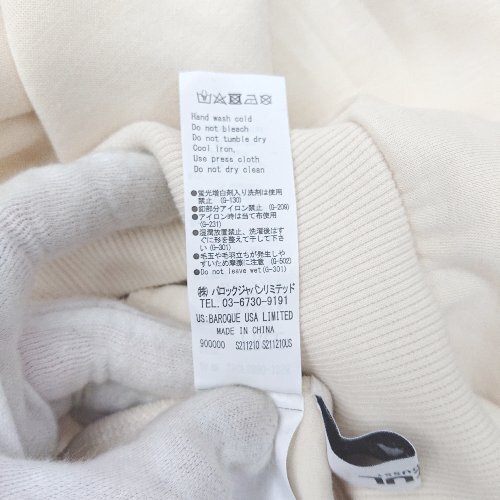 Hand wash cold
Do not bleach
Do not tumble dry
Cool iron,
Use press cloth
Do not dry clean
●蛍光増白剤入り洗剤は使用
禁止 (G-130)
●釦部分アイロン禁止 (G-209)
●アイロン時は当て布使用
(G-231)
●湿潤放置禁止、洗濯後はす
ぐに形を整えて干して下さ
い (G-301)
●毛玉や毛羽立ちが発生しや
すいため摩擦に注意 (G-502)
●Do not leave wet(G-301)
㈱バロックジャパンリミテッド
TEL. 03-6730-9191
US:BAROQUE USA LIMITED
MADE IN CHINA
900000 S211210 S211210US